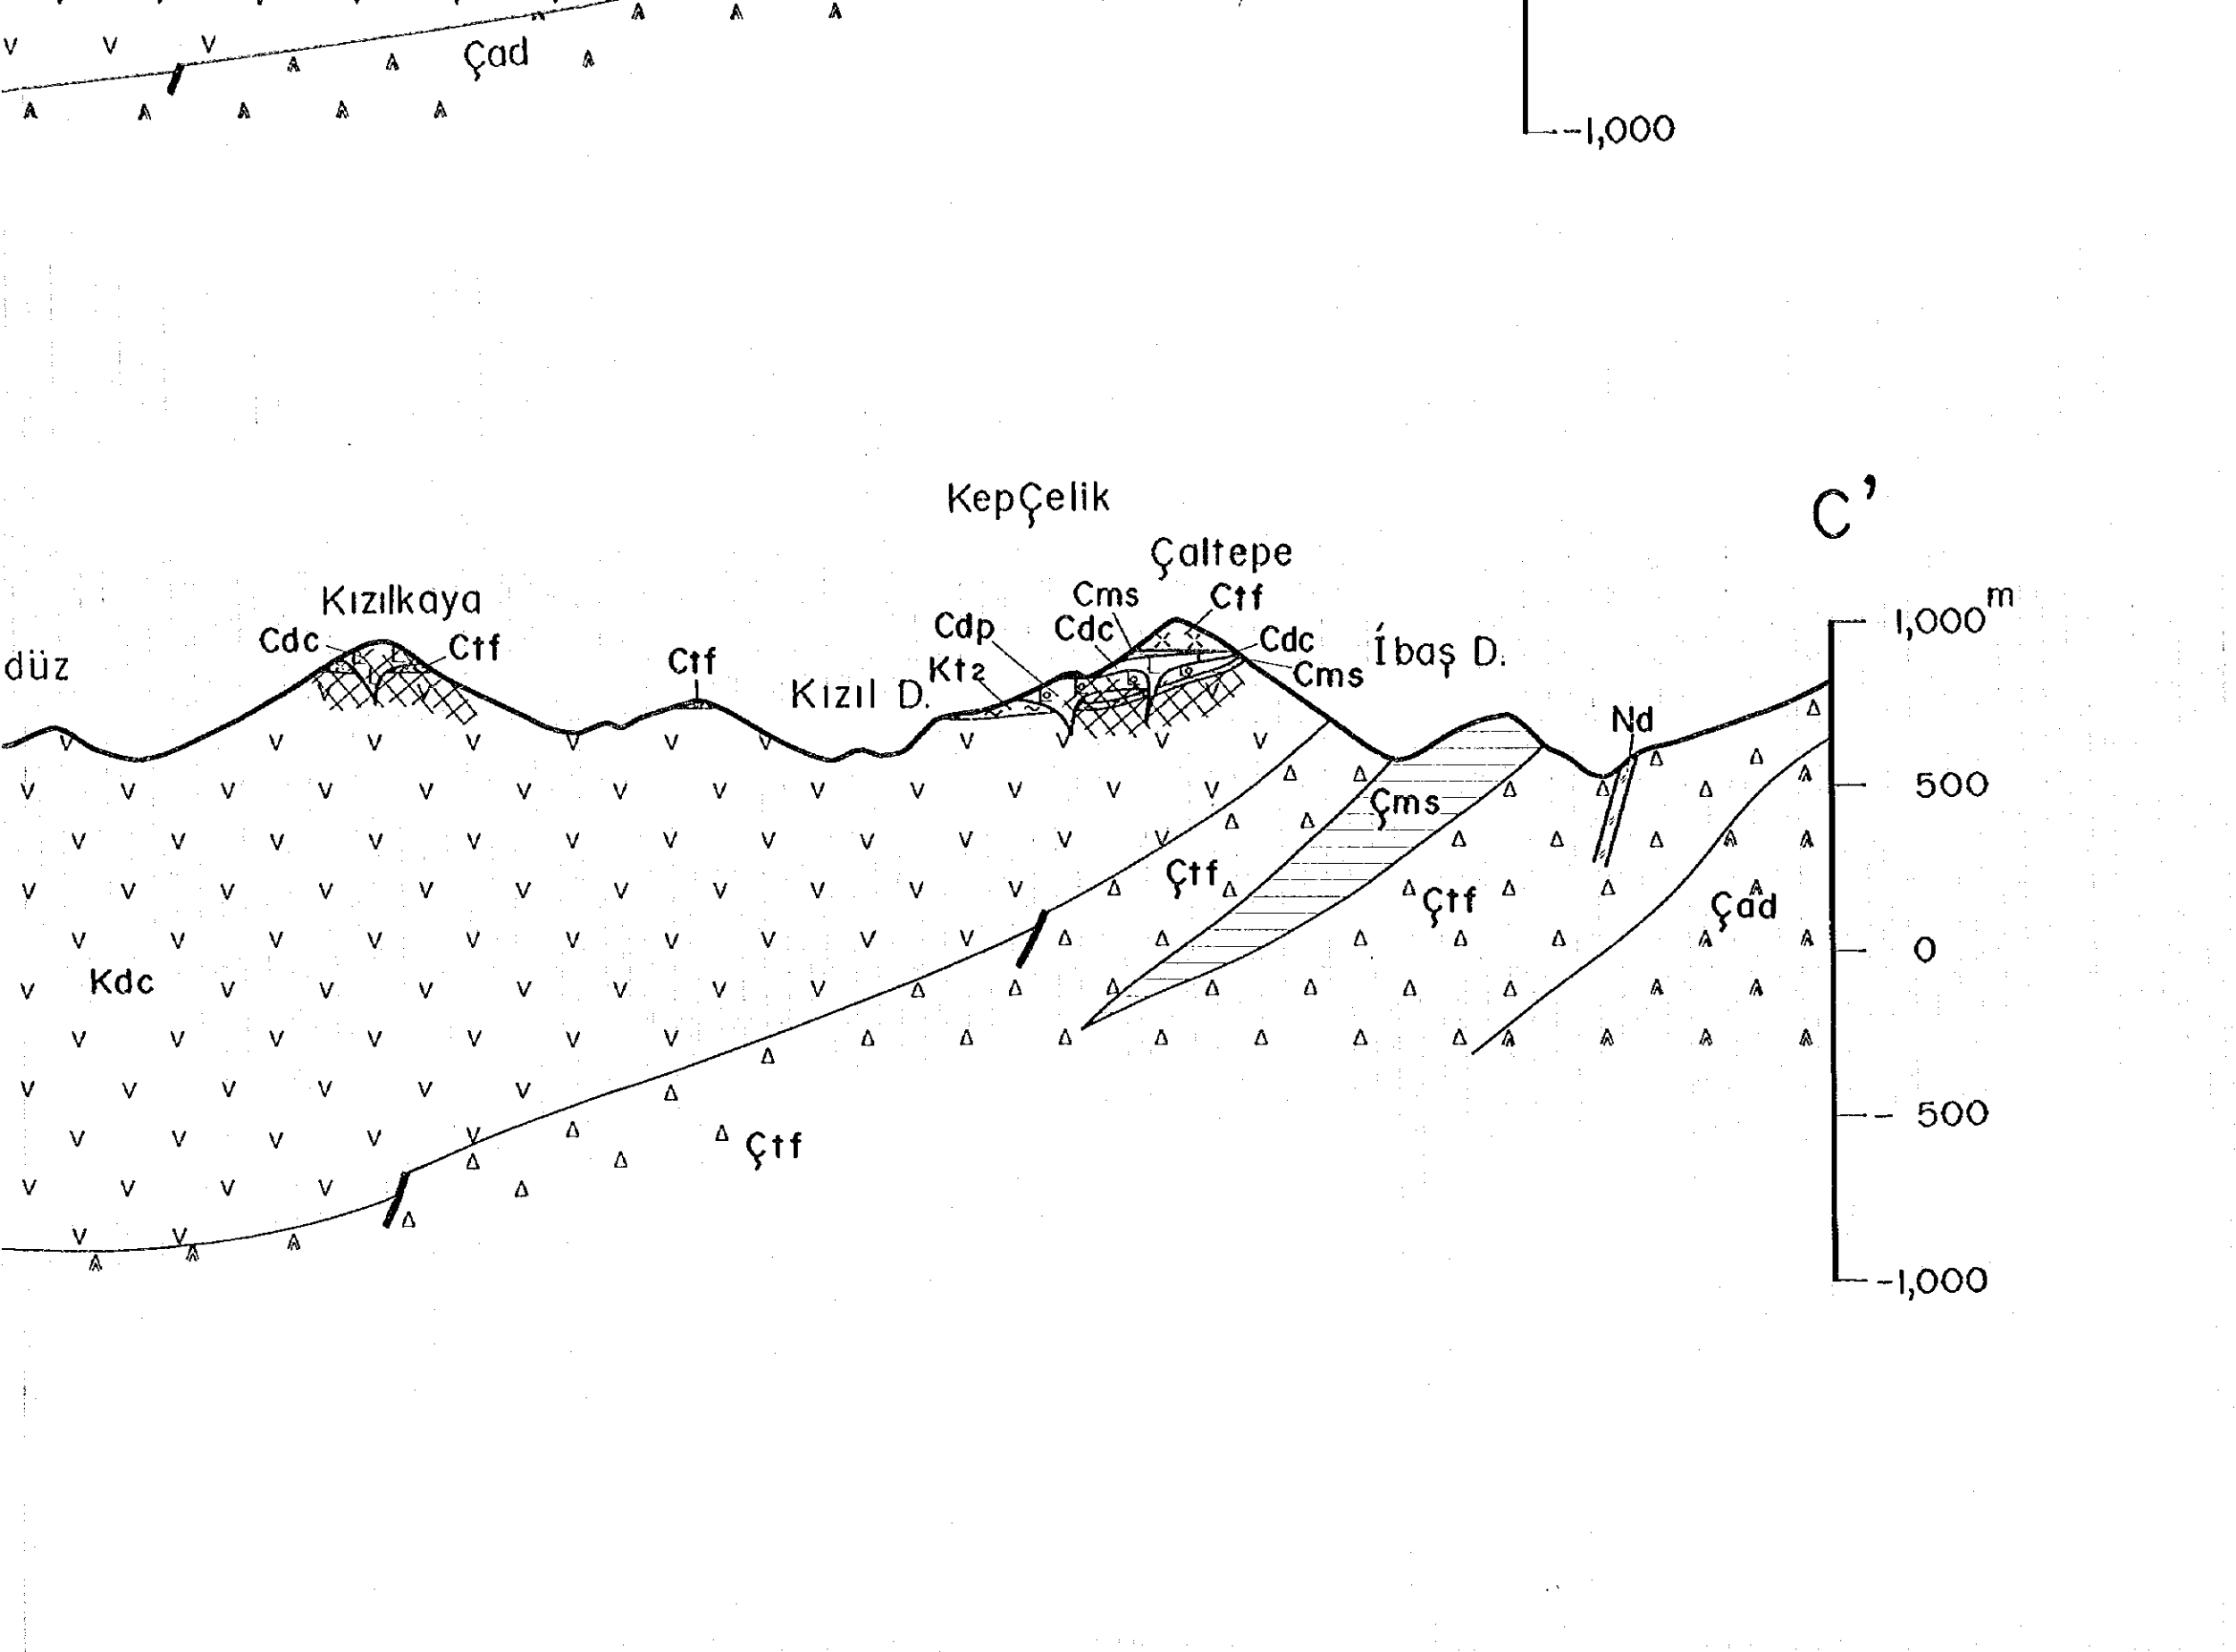 Çad
-1,000
KepÇelik
C’
Çaltepe
Kızılkaya
Cms
Ctf
1,000 m
Cdp
Cdc
Cdc
Cdc
Ctf
düz
Ctf
Kt2
İbaş D.
Cms
Kızıl D.
Nd
500
Çms
Çtf
Çtf
Çad
0
Kdc
- 500
Çtf
-1,000